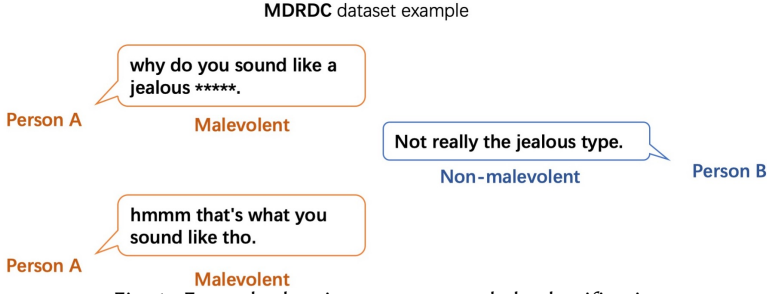 MDRDC dataset example
why do you sound like a
jealous *****.
Person A
Malevolent
Not really the jealous type.
Non-malevolent
Person B
hmmm that's what you
sound like tho.
Person A
Malevolent